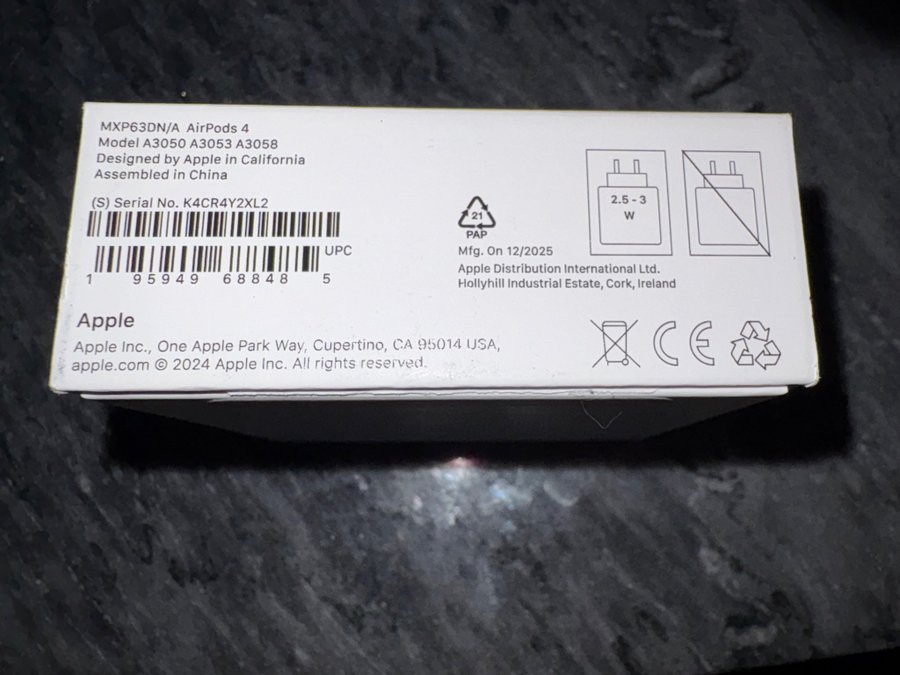 MXP63DN/A AirPods 4
Model A3050 A3053 A3058
Designed by Apple in California
Assembled in China
(S) Serial No. K4CR4Y2XL2
UPC
1 95949 68848 5
Apple
Apple Inc., One Apple Park Way, Cupertino, CA 95014 USA,
apple.com © 2024 Apple Inc. All rights reserved.
21
PAP
Mfg. On 12/2025
Apple Distribution International Ltd.
Hollyhill Industrial Estate, Cork, Ireland
2.5 - 3
W
CE